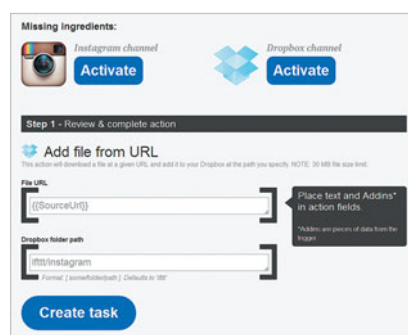 Missing ingredients:
Instagram channel
Activate
Dropbox channel
Activate
Step 1 - Review & complete action
Add file from URL
This action will download a file at a given URL and add it to your Dropbox at the path you specify. NOTE: 30 MB file size limit.
File URL
{{SourceUrl}}
Place text and Addins*
in action fields.
*Addins are pieces of data from the
trigger
Dropbox folder path
ifttt/instagram
Format: [ some/folder/path ] Defaults to 'ifttt'
Create task